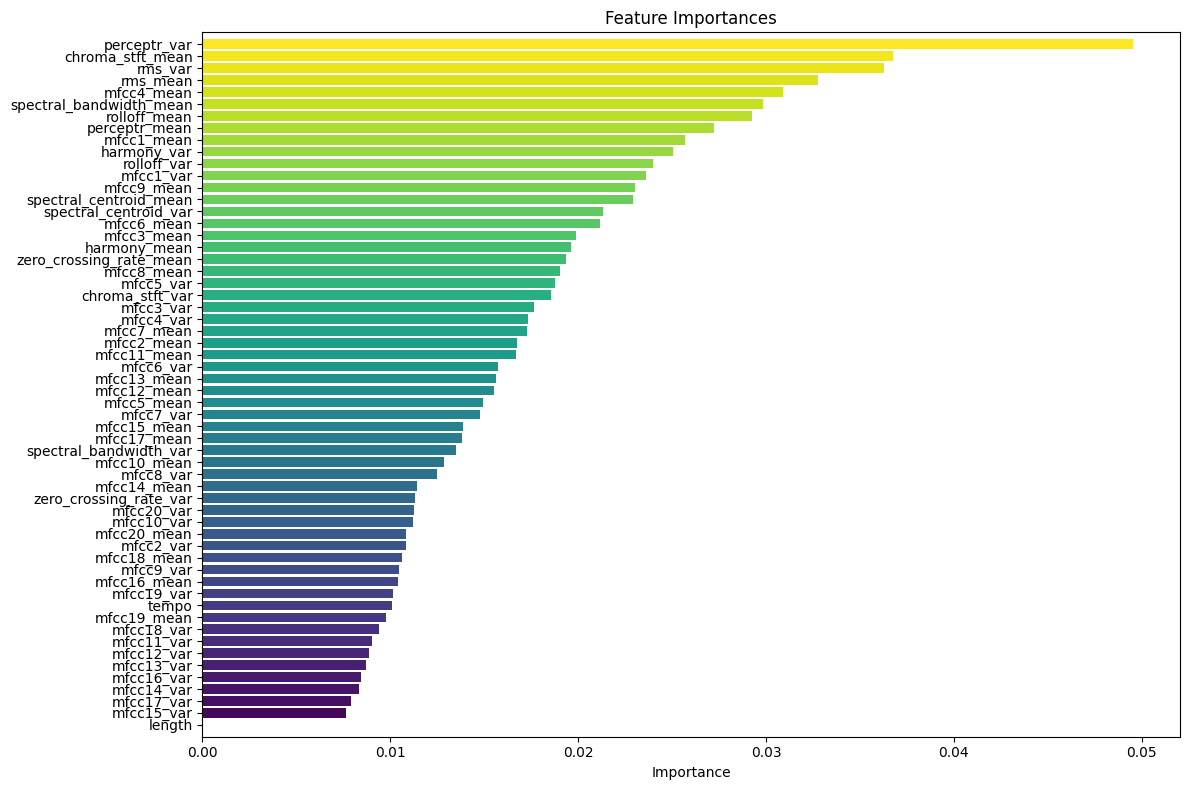 Feature Importances
perceptr_var
chroma_stft_mean
rms_var
rms_mean
mfcc4_mean
spectral_bandwidth_mean
rolloff_mean
perceptr_mean
mfcc1_mean
harmony_var
rolloff_var
mfcc1_var
mfcc9_mean
spectral_centroid_mean
spectral_centroid_var
mfcc6_mean
mfcc3_mean
harmony_mean
zero_crossing_rate_mean
mfcc8_mean
mfcc5_var
chroma_stft_var
mfcc3_var
mfcc4_var
mfcc7_mean
mfcc2_mean
mfcc11_mean
mfcc6_var
mfcc13_mean
mfcc12_mean
mfcc5_mean
mfcc7_var
mfcc15_mean
mfcc17_mean
spectral_bandwidth_var
mfcc10_mean
mfcc8_var
mfcc14_mean
zero_crossing_rate_var
mfcc20_var
mfcc10_var
mfcc20_mean
mfcc2_var
mfcc18_mean
mfcc9_var
mfcc16_mean
mfcc19_var
tempo
mfcc19_mean
mfcc18_var
mfcc11_var
mfcc12_var
mfcc13_var
mfcc16_var
mfcc14_var
mfcc17_var
mfcc15_var
length
0.00 0.01 0.02 0.03 0.04 0.05
Importance